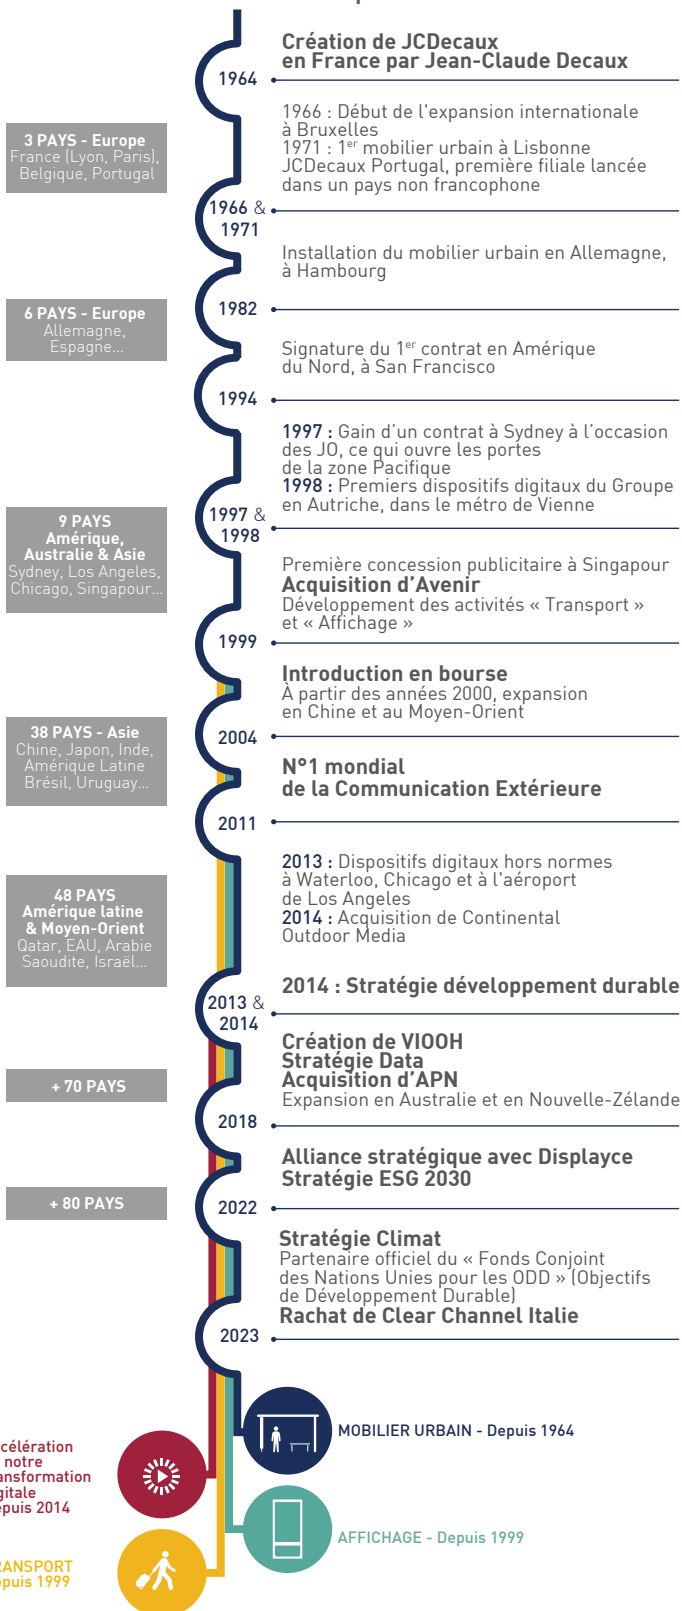 Création de JCDecaux
en France par Jean-Claude Decaux
1964
1966 : Début de l'expansion internationale
à Bruxelles
1971 : 1er mobilier urbain à Lisbonne
JCDecaux Portugal, première filiale lancée
dans un pays non francophone
3 PAYS - Europe
France (Lyon, Paris),
Belgique, Portugal
1966 &
1971
Installation du mobilier urbain en Allemagne,
à Hambourg
1982
6 PAYS - Europe
Allemagne,
Espagne...
Signature du 1er contrat en Amérique
du Nord, à San Francisco
1994
1997 : Gain d’un contrat à Sydney à l’occasion
des JO, ce qui ouvre les portes
de la zone Pacifique
1998 : Premiers dispositifs digitaux du Groupe
en Autriche, dans le métro de Vienne
1997 &
1998
9 PAYS
Amérique,
Australie & Asie
Sydney, Los Angeles,
Chicago, Singapour...
Première concession publicitaire à Singapour
Acquisition d’Avenir
Développement des activités « Transport »
et « Affichage »
1999
Introduction en bourse
À partir des années 2000, expansion
en Chine et au Moyen-Orient
2004
38 PAYS - Asie
Chine, Japon, Inde,
Amérique Latine
Brésil, Uruguay...
N°1 mondial
de la Communication Extérieure
2011
2013 : Dispositifs digitaux hors normes
à Waterloo, Chicago et à l'aéroport
de Los Angeles
2014 : Acquisition de Continental
Outdoor Media
48 PAYS
Amérique latine
& Moyen-Orient
Qatar, EAU, Arabie
Saoudite, Israël...
2014 : Stratégie développement durable
2013 &
2014
Création de VIOOH
Stratégie Data
Acquisition d’APN
Expansion en Australie et en Nouvelle-Zélande
+ 70 PAYS
2018
Alliance stratégique avec Displayce
Stratégie ESG 2030
+ 80 PAYS
2022
Stratégie Climat
Partenaire officiel du « Fonds Conjoint
des Nations Unies pour les ODD » (Objectifs
de Développement Durable)
Rachat de Clear Channel Italie
2023
MOBILIER URBAIN - Depuis 1964
célération
notre
ansformation
gitale
epuis 2014
AFFICHAGE - Depuis 1999
RANSPORT
epuis 1999